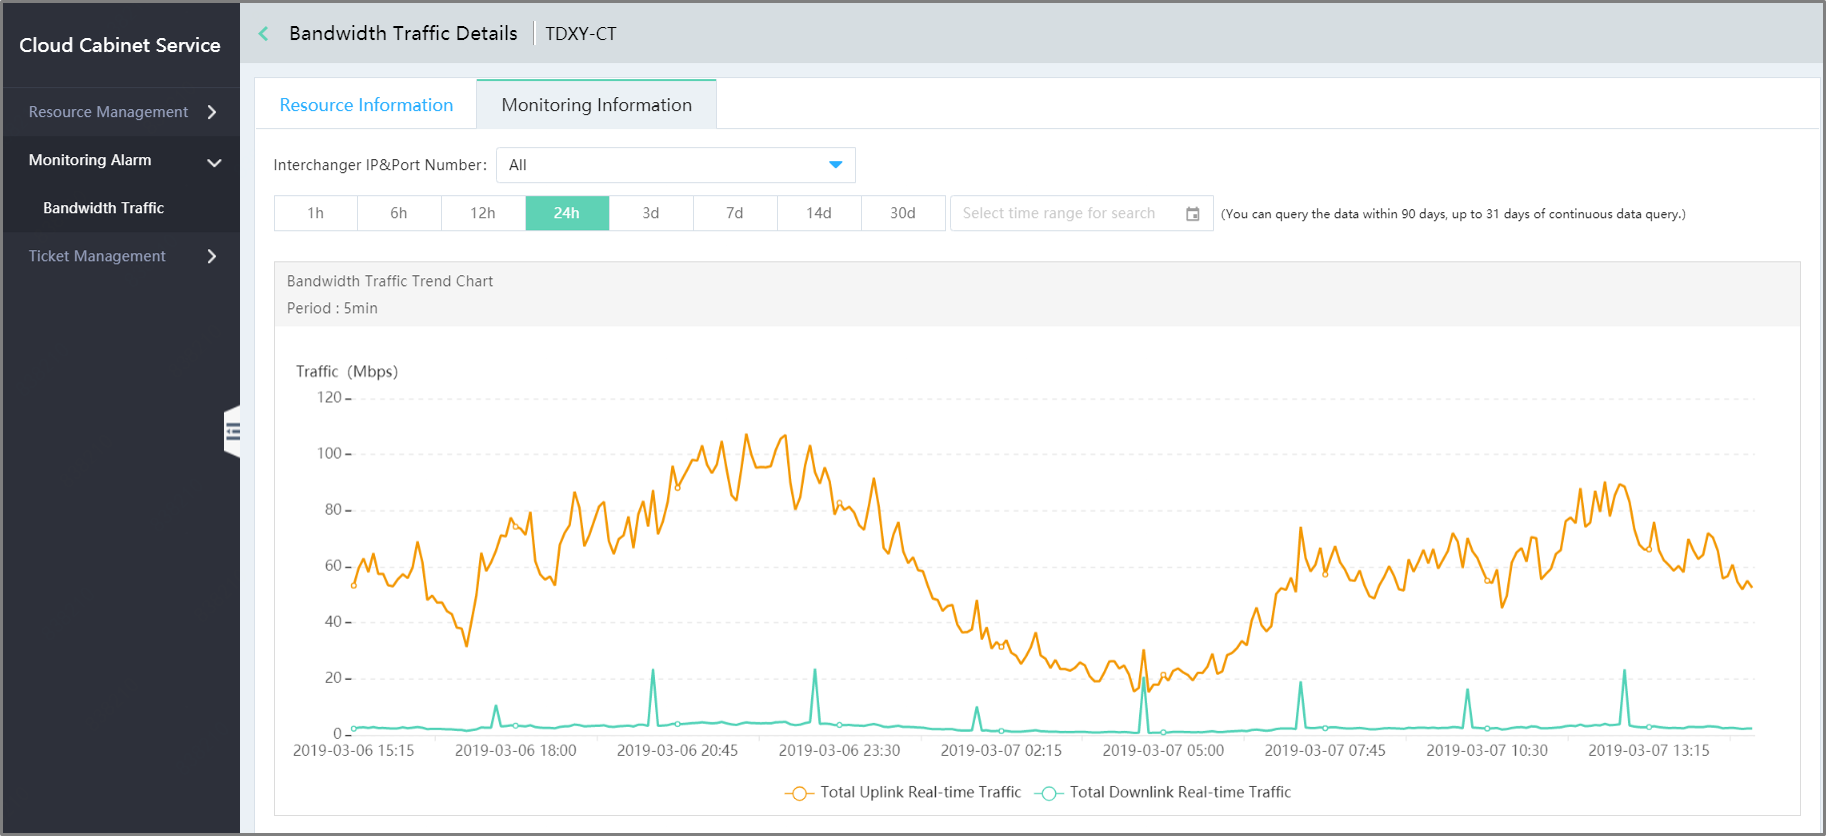 Cloud Cabinet Service
Resource Management
Monitoring Alarm
Bandwidth Traffic
Ticket Management
Bandwidth Traffic Details | TDXY-CT
Resource Information
Monitoring Information
Interchanger IP&Port Number: All
1h 6h 12h 24h 3d 7d 14d 30d Select time range for search (You can query the data within 90 days, up to 31 days of continuous data query.)
Bandwidth Traffic Trend Chart
Period : 5min
Traffic (Mbps)
120
100
80
60
40
20
0
2019-03-06 15:15 2019-03-06 18:00 2019-03-06 20:45 2019-03-06 23:30 2019-03-07 02:15 2019-03-07 05:00 2019-03-07 07:45 2019-03-07 10:30 2019-03-07 13:15
Total Uplink Real-time Traffic Total Downlink Real-time Traffic